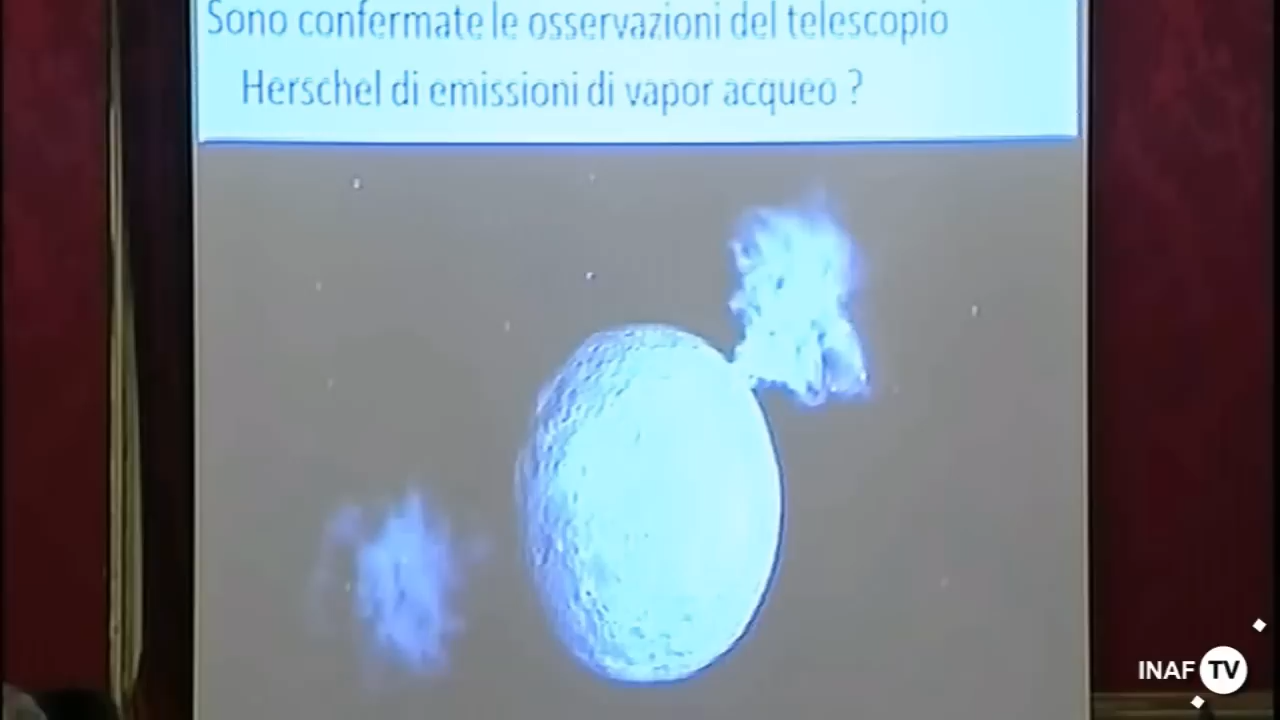 Sono confermate le osservazioni del telescopio
Herschel di emissioni di vapor acqueo ?
INAF TV